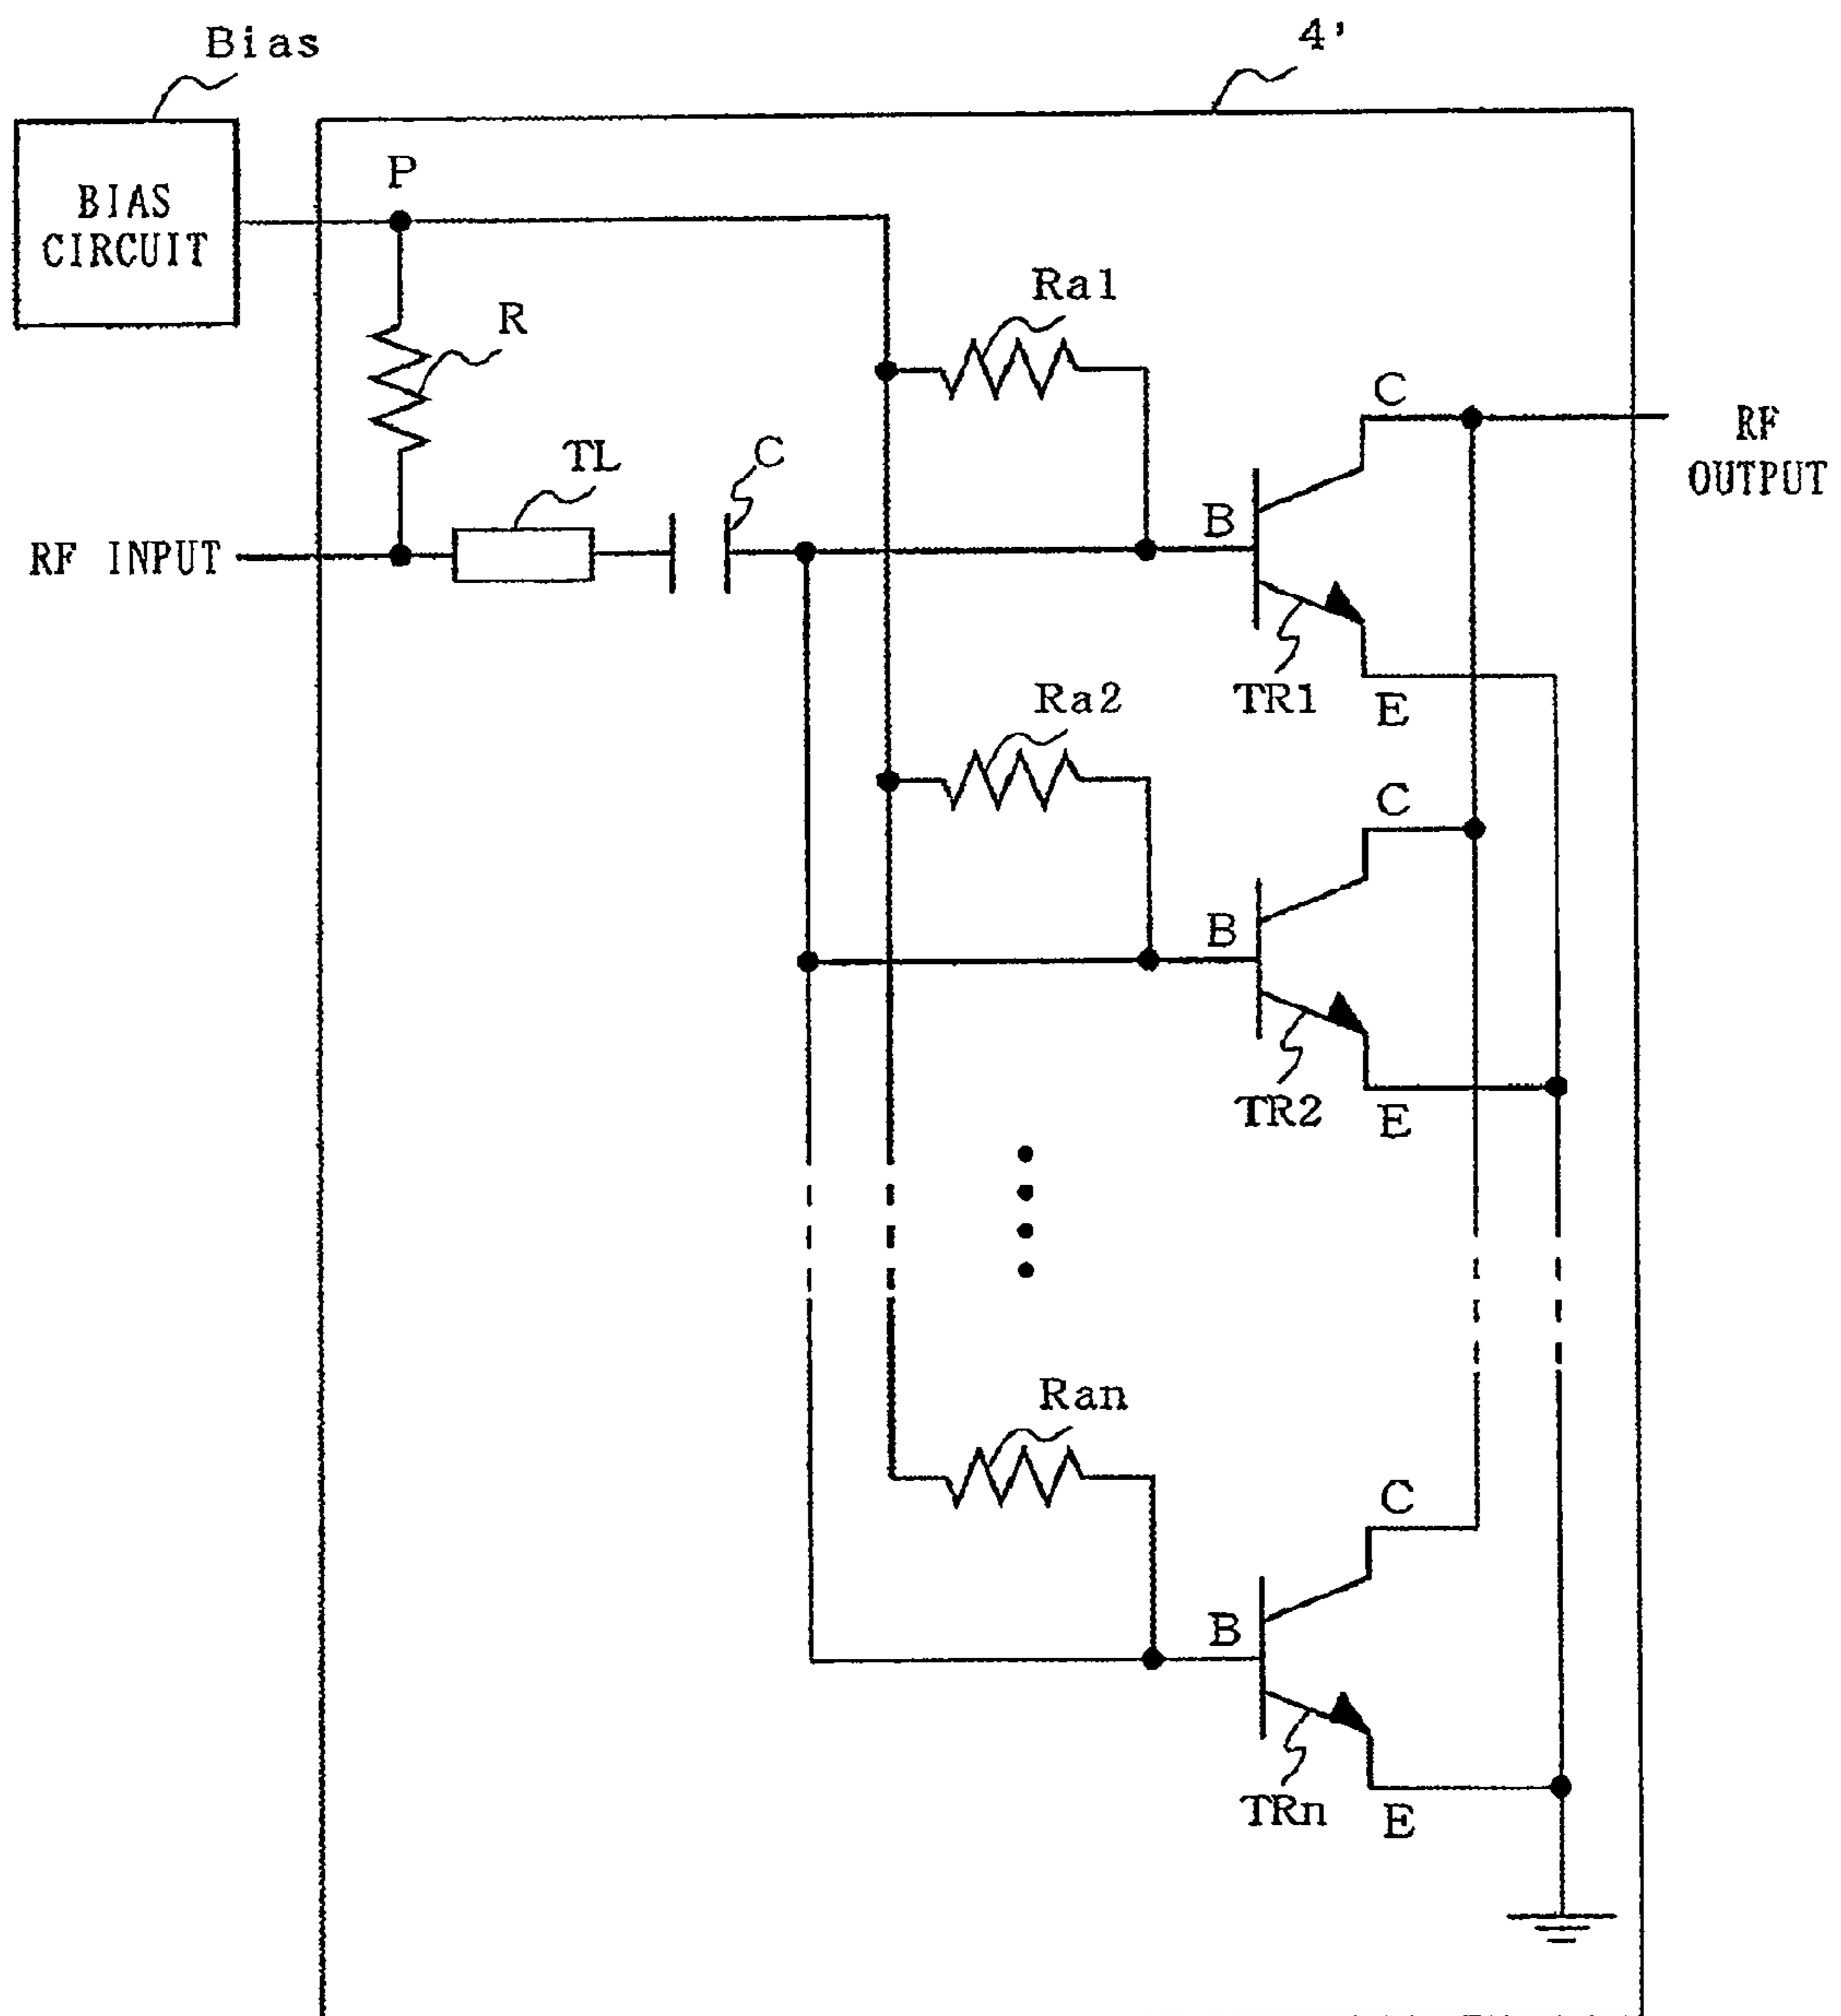 Bias
4'
BIAS
CIRCUIT
P
R
Ra1
TL
C
C
RF INPUT
B
RF
OUTPUT
TR1
E
Ra2
C
B
TR2
E
Ran
C
B
TRn
E